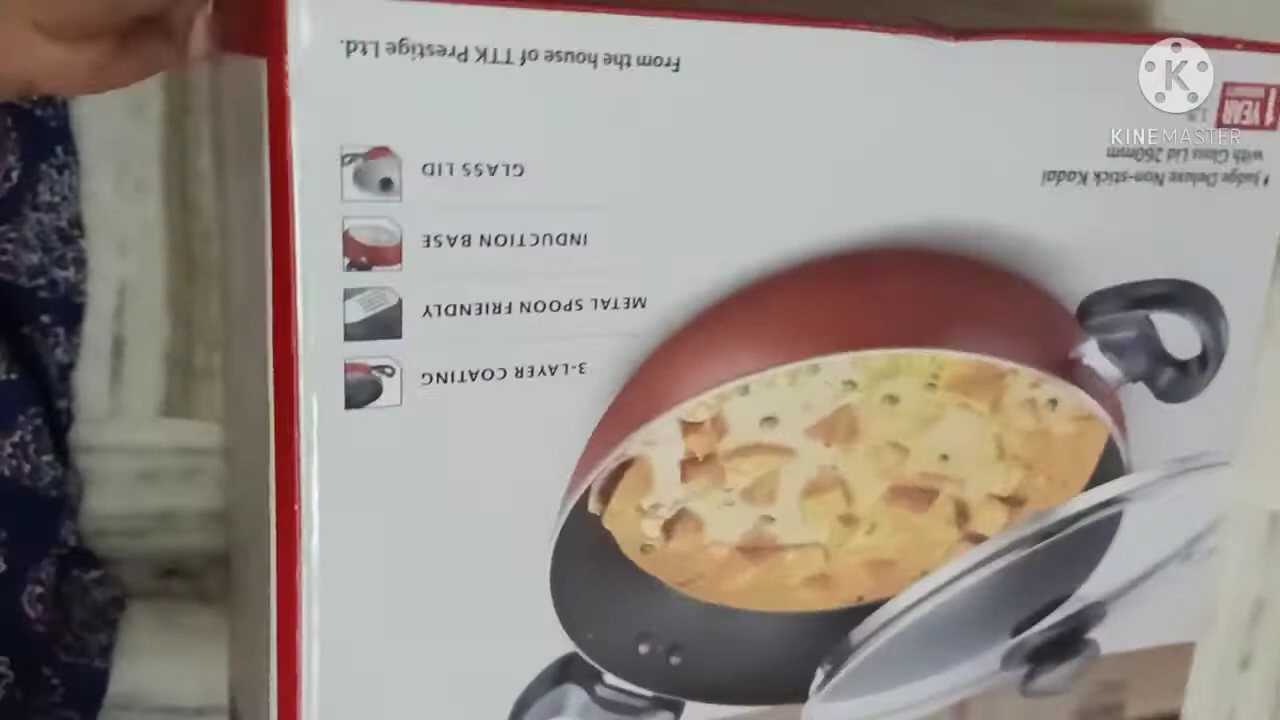 ♦ Judge Deluxe Non-stick Kadai
with Glass Lid 260mm
1 YEAR
3-LAYER COATING
METAL SPOON FRIENDLY
INDUCTION BASE
GLASS LID
From the house of TTK Prestige Ltd.
K
KINEMASTER